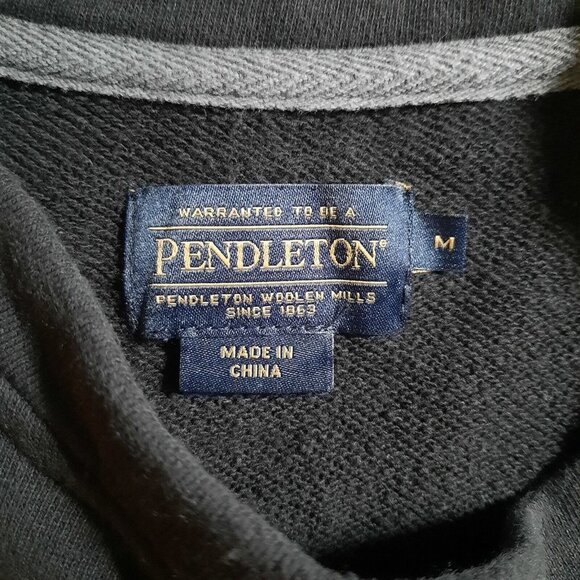 WARRANTED TO BE A
PENDLETON®
PENDLETON WOOLEN MILLS
SINCE 1863
M
MADE IN
CHINA